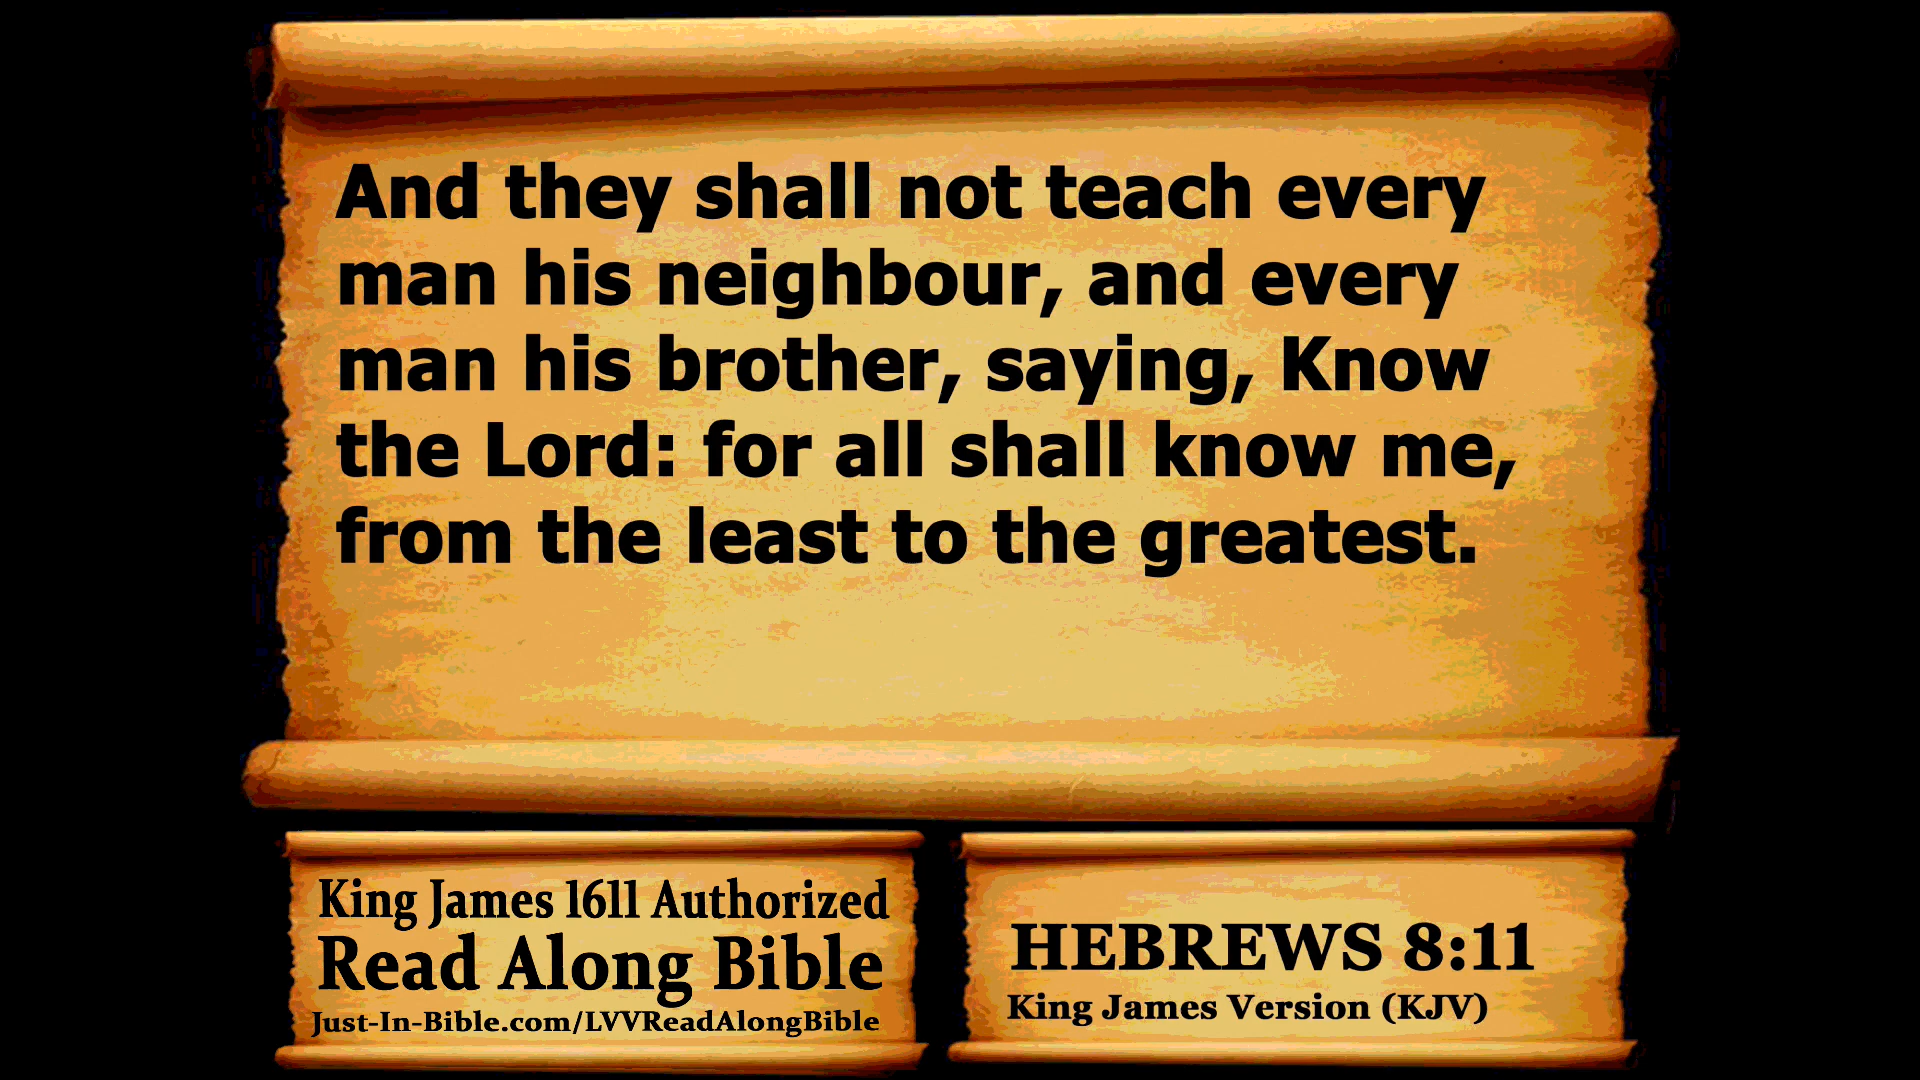 And they shall not teach every
man his neighbour, and every
man his brother, saying, Know
the Lord: for all shall know me,
from the least to the greatest.
King James 1611 Authorized
Read Along Bible
Just-In-Bible.com/LVVReadAlongBible
HEBREWS 8:11
King James Version (KJV)